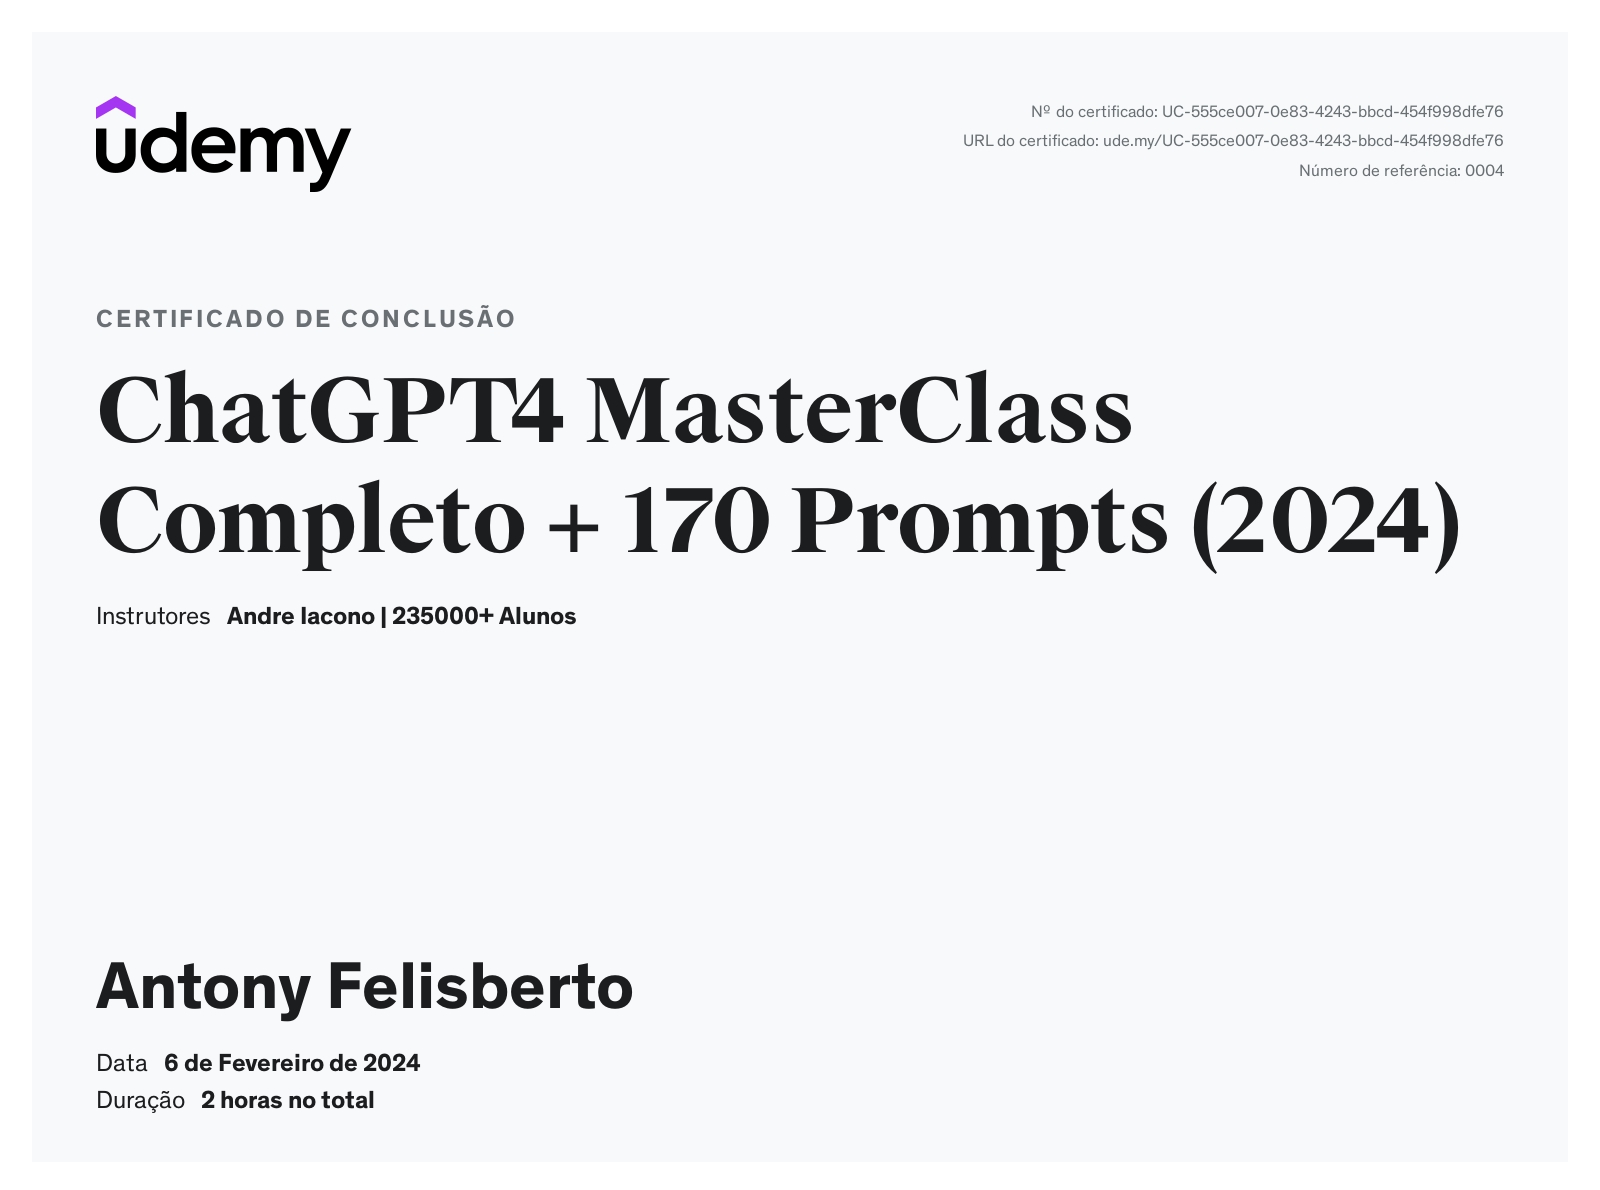 udemy
Nº do certificado: UC-555ce007-0e83-4243-bbcd-454f998dfe76
URL do certificado: ude.my/UC-555ce007-0e83-4243-bbcd-454f998dfe76
Número de referência: 0004
CERTIFICADO DE CONCLUSÃO
ChatGPT4 MasterClass
Completo + 170 Prompts (2024)
Instrutores Andre Iacono | 235000+ Alunos
Antony Felisberto
Data 6 de Fevereiro de 2024
Duração 2 horas no total